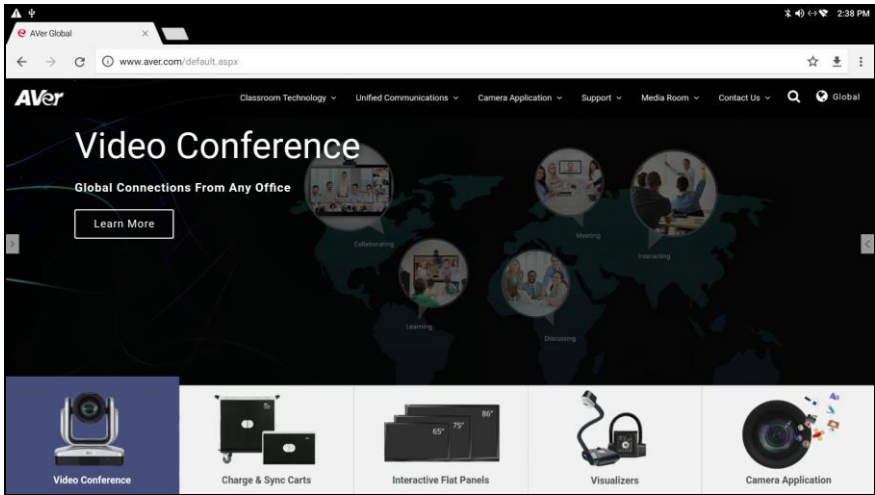 2:38 PM
AVer Global
www.aver.com/default.aspx
AVer
Classroom Technology
Unified Communications
Camera Application
Support
Media Room
Contact Us
Global
Video Conference
Global Connections From Any Office
Learn More
Collaborating
Meeting
Interacting
Learning
Discussing
65"
75"
86"
Video Conference
Charge & Sync Carts
Interactive Flat Panels
Visualizers
Camera Application